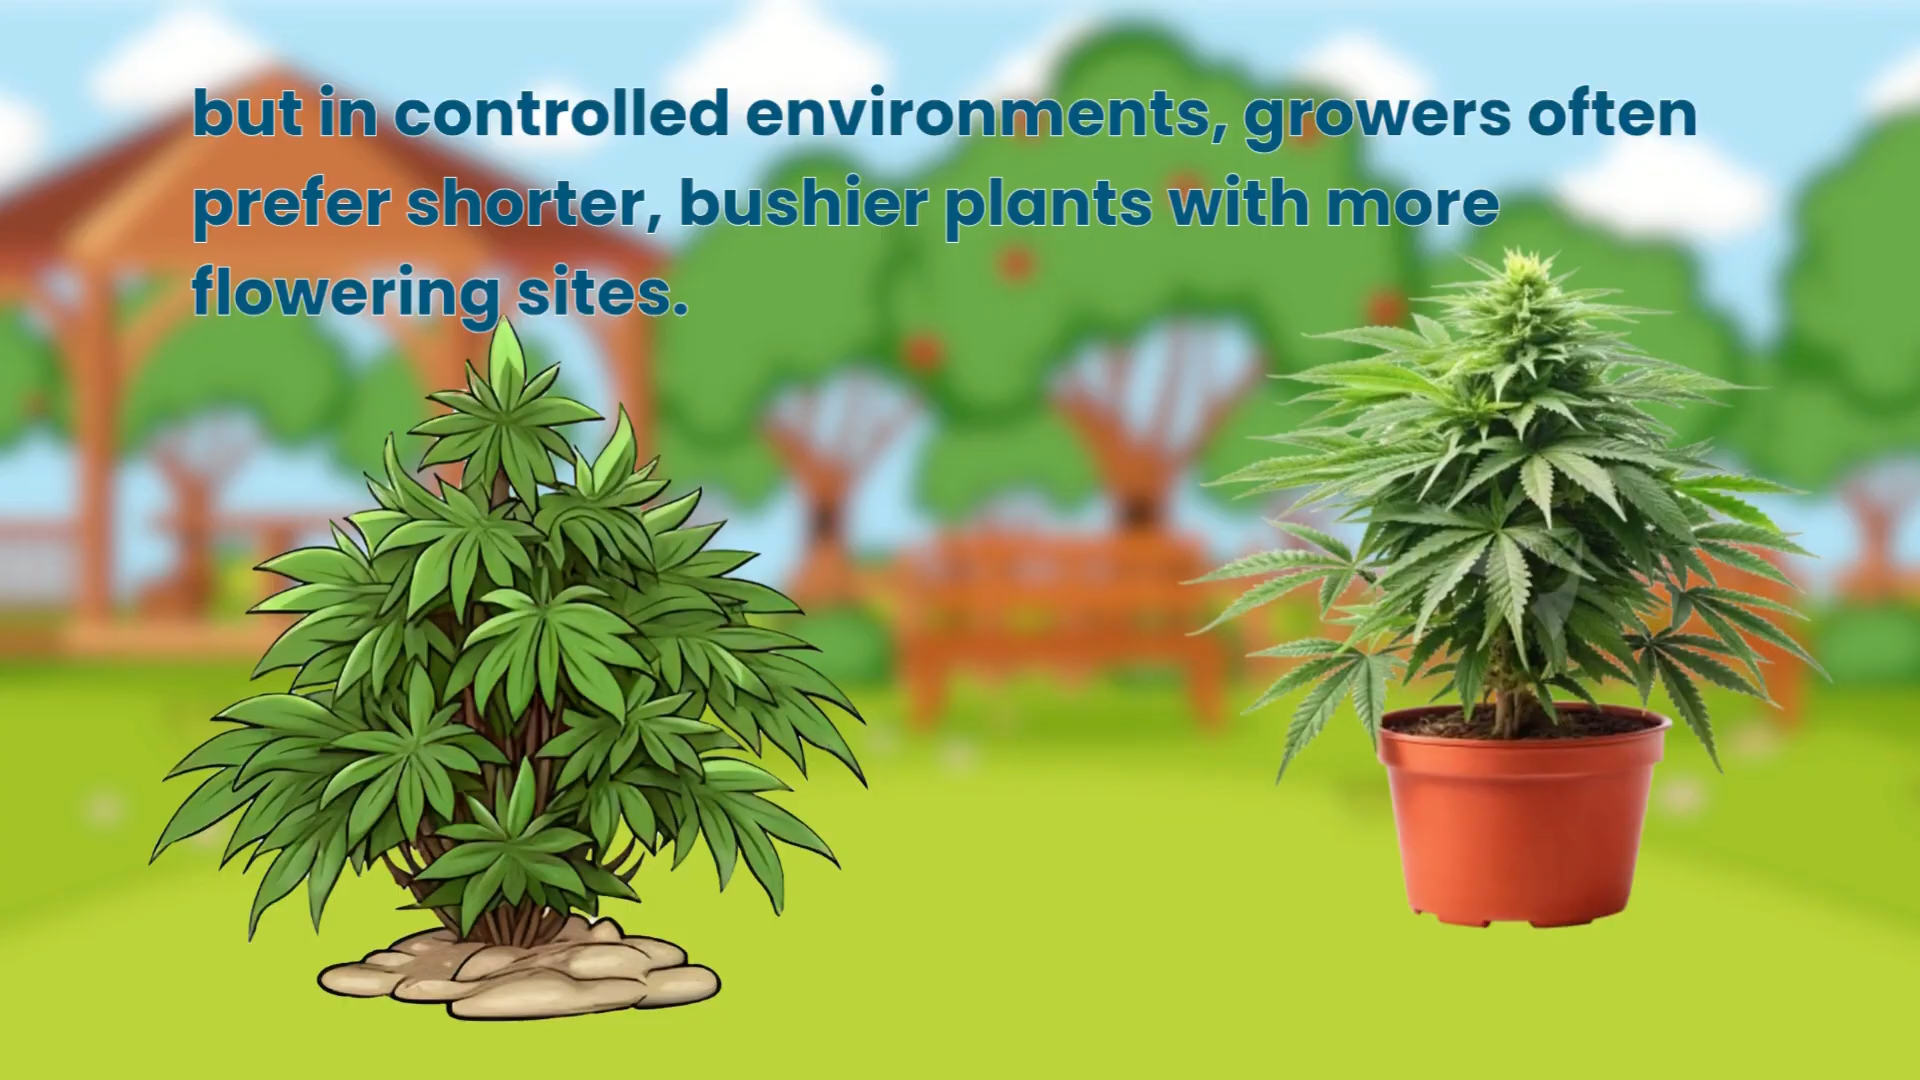 but in controlled environments, growers often
prefer shorter, bushier plants with more
flowering sites.